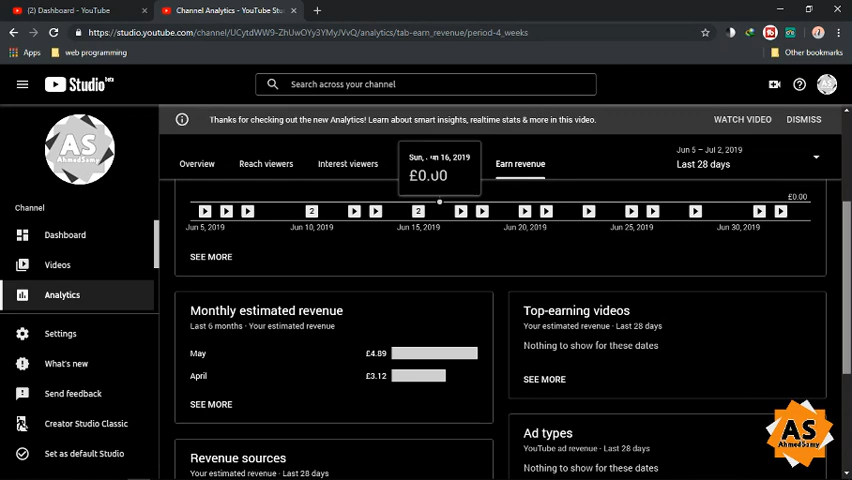 (2) Dashboard - YouTube
Channel Analytics - YouTube Stu
https://studio.youtube.com/channel/UCytdWW9-ZhUwOYy3YMyJVvQ/analytics/tab-earn_revenue/period-4_weeks
Apps
web programming
Other bookmarks
Studio beta
Search across your channel
Thanks for checking out the new Analytics! Learn about smart insights, realtime stats & more in this video.
WATCH VIDEO
DISMISS
AS
AhmedSamy
Overview
Reach viewers
Interest viewers
Earn revenue
Jun 5 – Jul 2, 2019
Last 28 days
Sun, Jun 16, 2019
£0.00
£0.00
2
2
Jun 5, 2019
Jun 10, 2019
Jun 15, 2019
Jun 20, 2019
Jun 25, 2019
Jun 30, 2019
SEE MORE
Channel
Dashboard
Videos
Analytics
Settings
What's new
Send feedback
Creator Studio Classic
Set as default Studio
Monthly estimated revenue
Last 6 months · Your estimated revenue
May
£4.89
April
£3.12
SEE MORE
Top-earning videos
Your estimated revenue · Last 28 days
Nothing to show for these dates
SEE MORE
Revenue sources
Your estimated revenue · Last 28 days
Ad types
YouTube ad revenue · Last 28 days
Nothing to show for these dates
AS
AhmedSamy